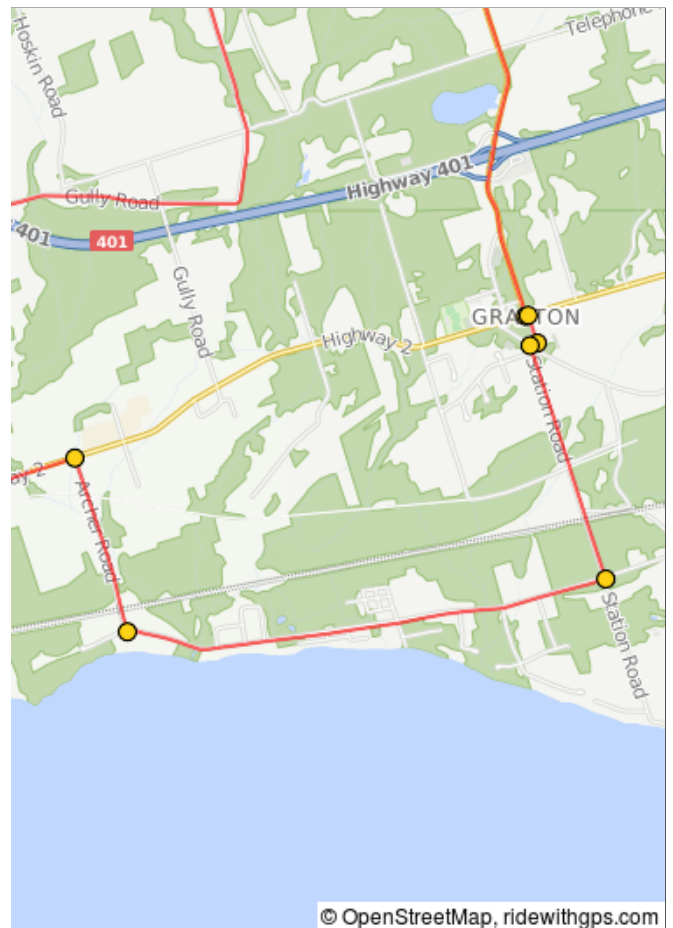 Hoskin Road
Telephone
Gully Road
Highway 401
401
401
Gully Road
Highway 2
GRAFTON
Station Road
2
Archer Road
Station Road
© OpenStreetMap, ridewithgps.com